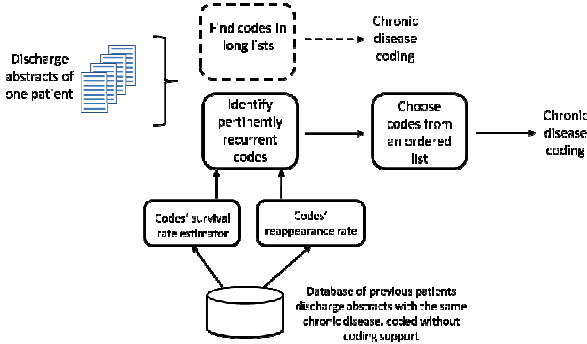 Find codes in
long lists
Chronic
disease
coding
Discharge
abstracts of
one patient
Identify
pertinently
recurrent
codes
Choose
codes from
an ordered
list
Chronic
disease
coding
Codes' survival
rate estimator
Codes'
reappearance rate
Database of previous patients
discharge abstracts with the same
chronic disease, coded without
coding support